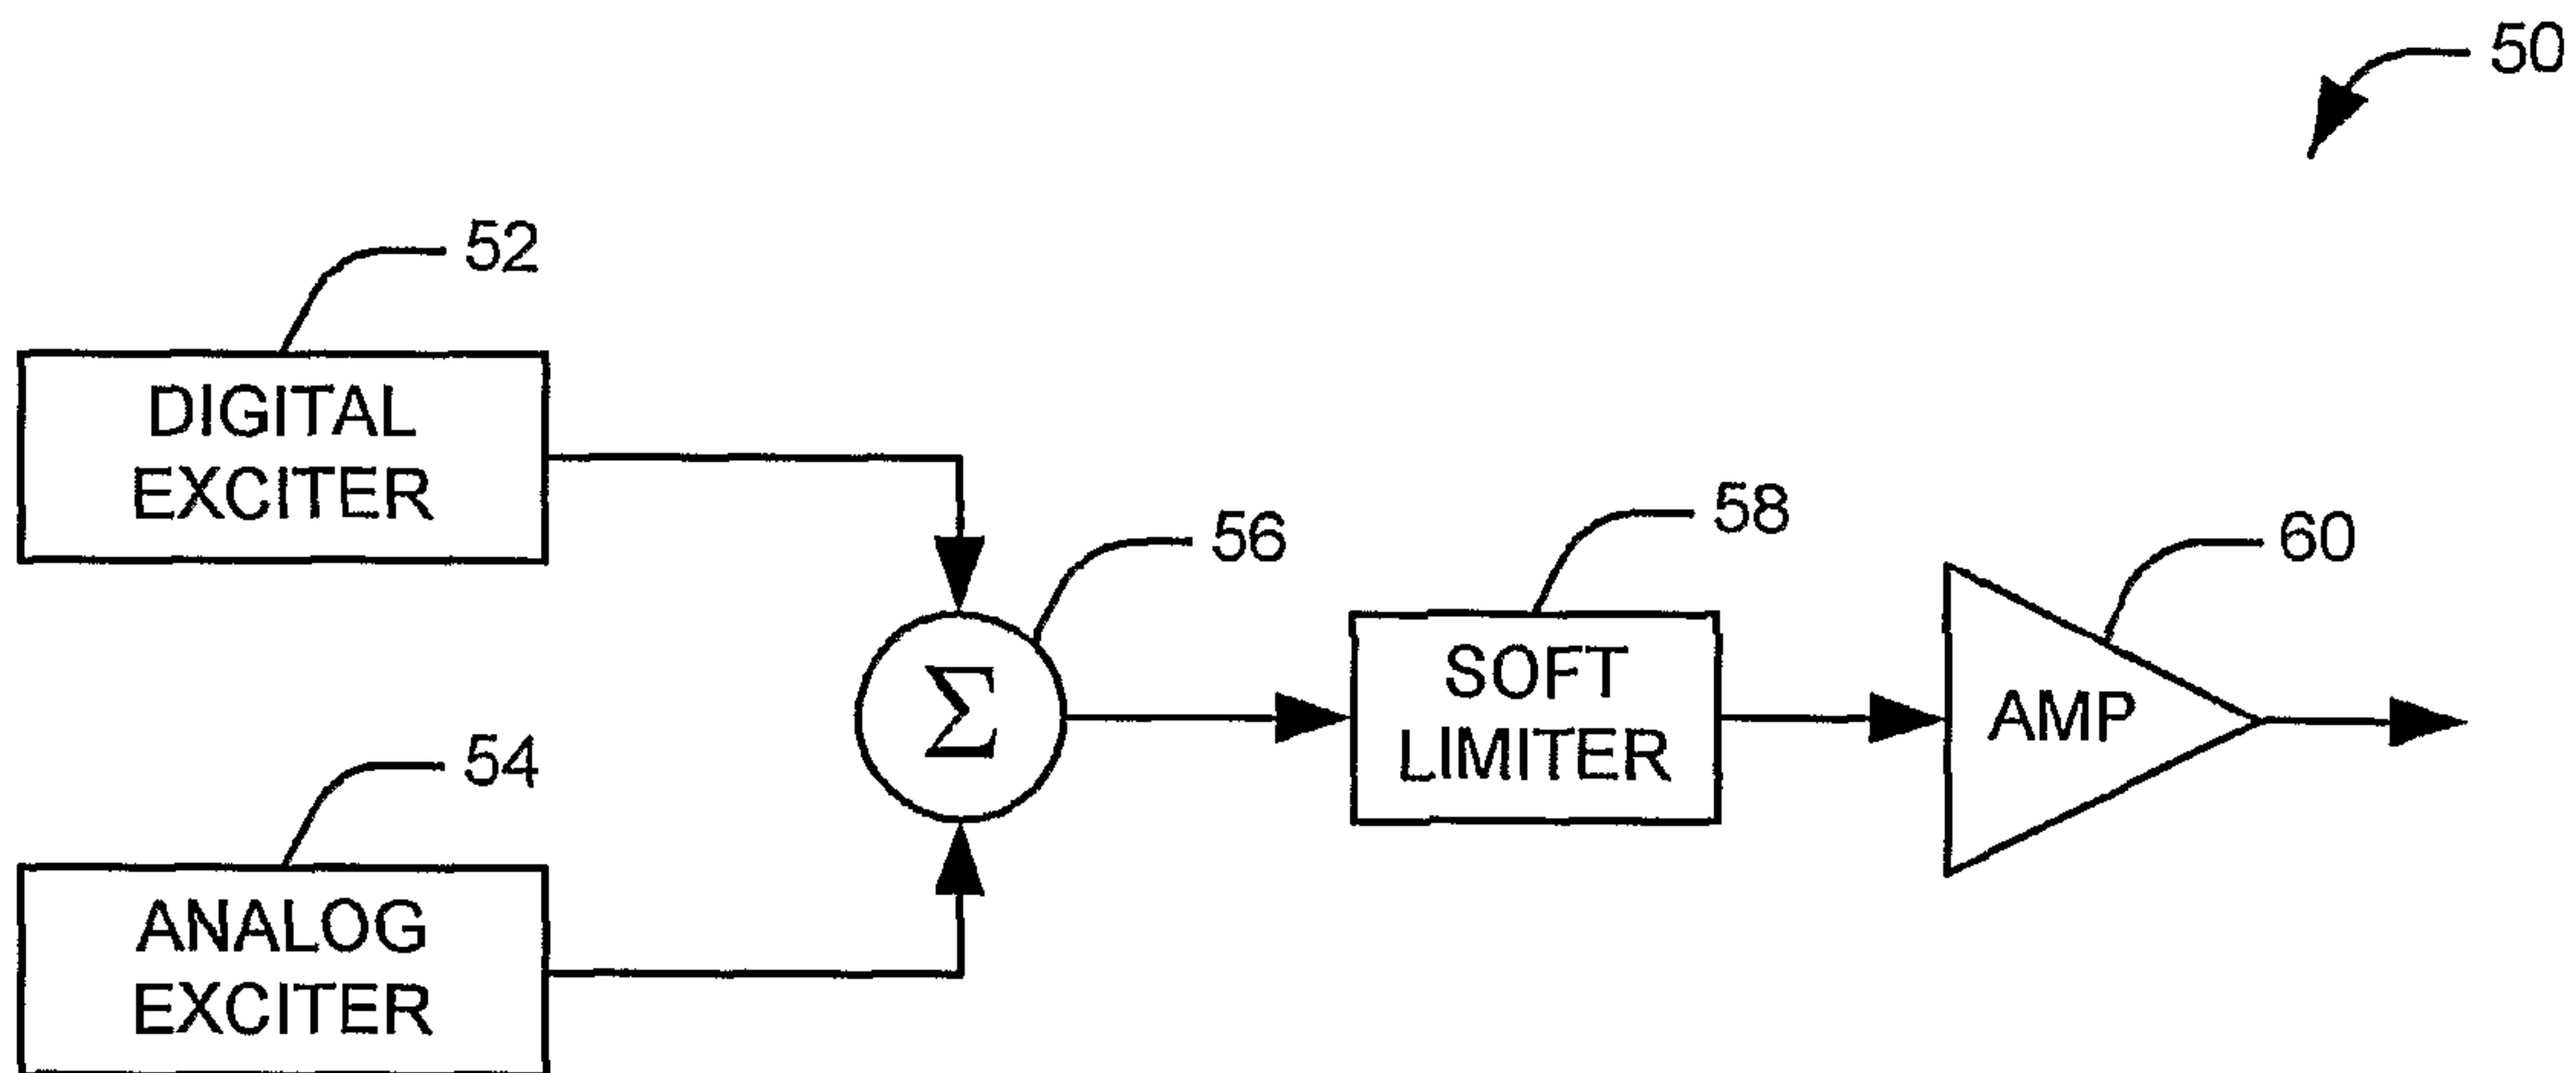 50
52
DIGITAL
EXCITER
56
58
60
Σ
SOFT
LIMITER
AMP
54
ANALOG
EXCITER